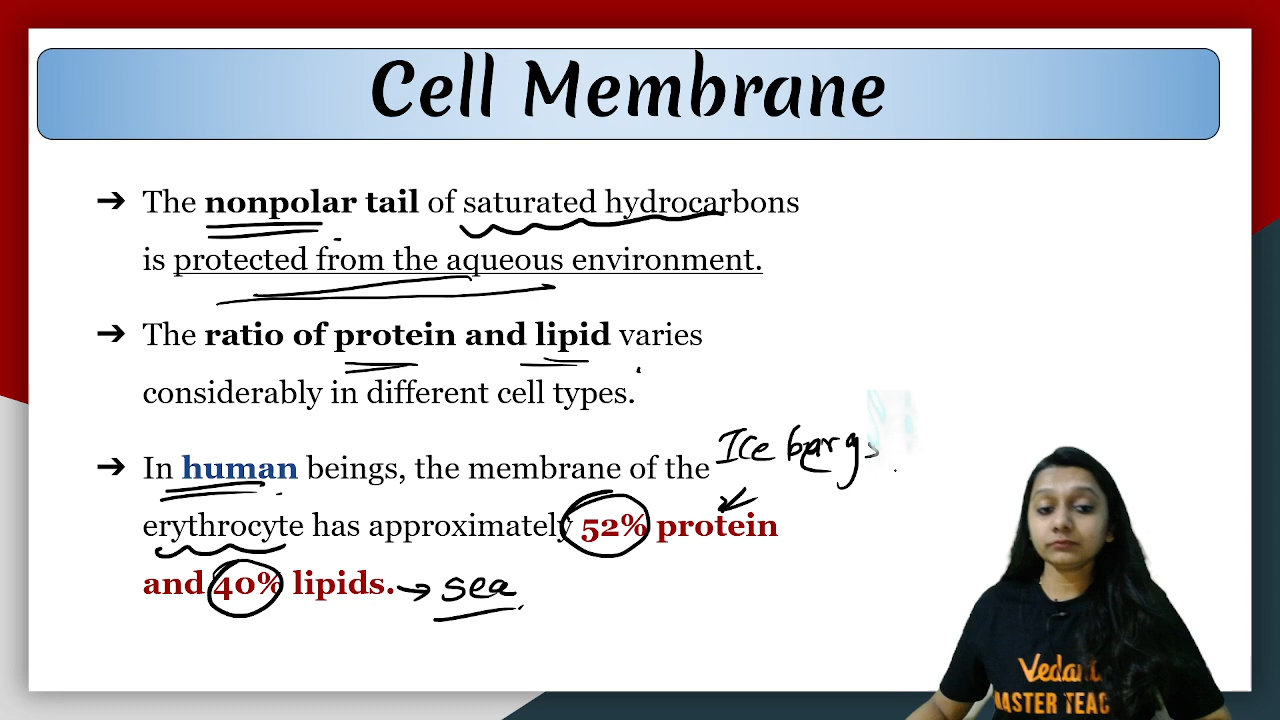 Cell Membrane
➔ The nonpolar tail of saturated hydrocarbons
is protected from the aqueous environment.
➔ The ratio of protein and lipid varies
considerably in different cell types.
Ice bergs
➔ In human beings, the membrane of the
erythrocyte has approximately 52% protein
and 40% lipids. → sea
MASTER TEAC